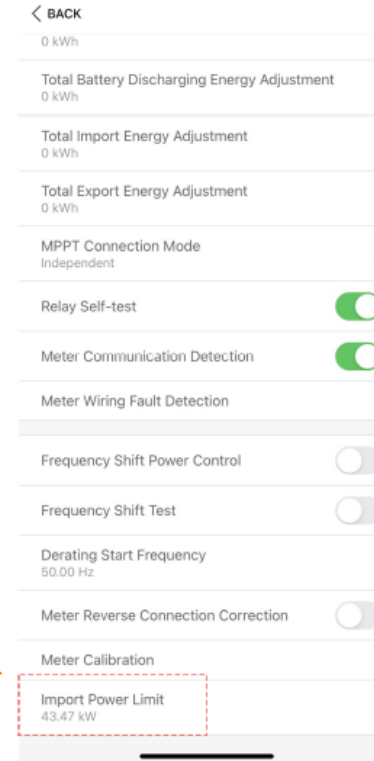 BACK
0 kWh
Total Battery Discharging Energy Adjustment
0 kWh
Total Import Energy Adjustment
0 kWh
Total Export Energy Adjustment
0 kWh
MPPT Connection Mode
Independent
Relay Self-test
Meter Communication Detection
Meter Wiring Fault Detection
Frequency Shift Power Control
Frequency Shift Test
Derating Start Frequency
50.00 Hz
Meter Reverse Connection Correction
Meter Calibration
Import Power Limit
43.47 kW